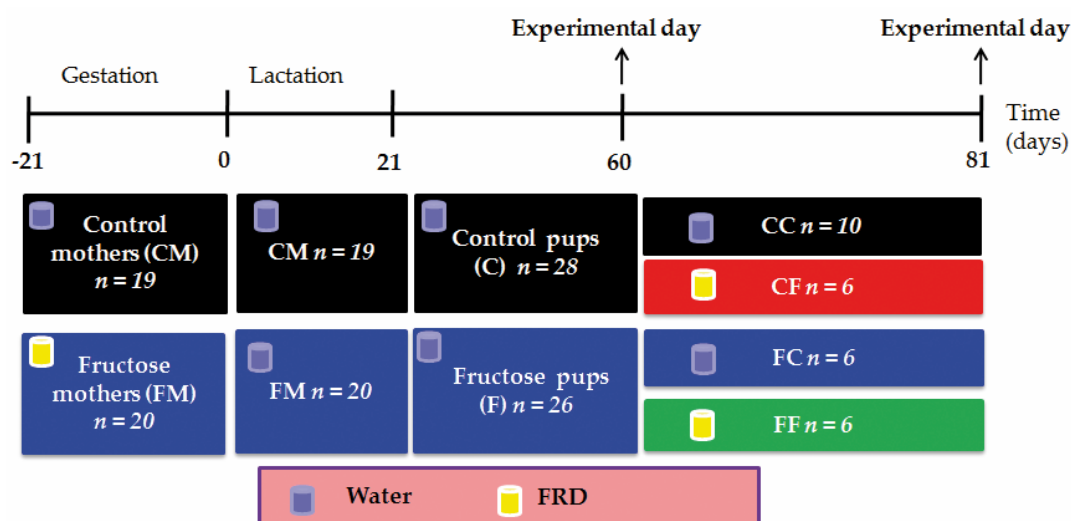 Experimental day
Experimental day
Gestation
Lactation
Time
(days)
-21
0
21
60
81
Control
mothers (CM)
n = 19
CM n = 19
Control pups
(C) n = 28
CC n = 10
CF n = 6
Fructose
mothers (FM)
n = 20
FM n = 20
Fructose pups
(F) n = 26
FC n = 6
FF n = 6
Water
FRD